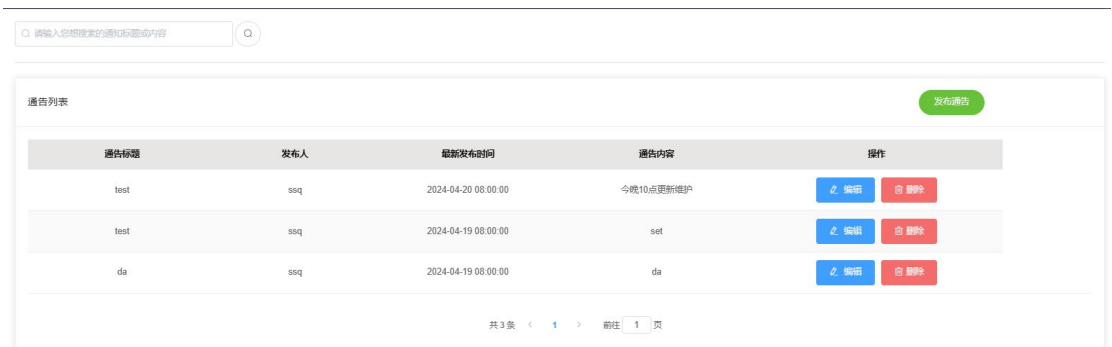 请输入您想搜索的通知标题或内容
通告列表 发布通告
通告标题 发布人 最新发布时间 通告内容 操作
test ssq 2024-04-20 08:00:00 今晚10点更新维护 编辑 删除
test ssq 2024-04-19 08:00:00 set 编辑 删除
da ssq 2024-04-19 08:00:00 da 编辑 删除
共 3 条 < 1 > 前往 1 页